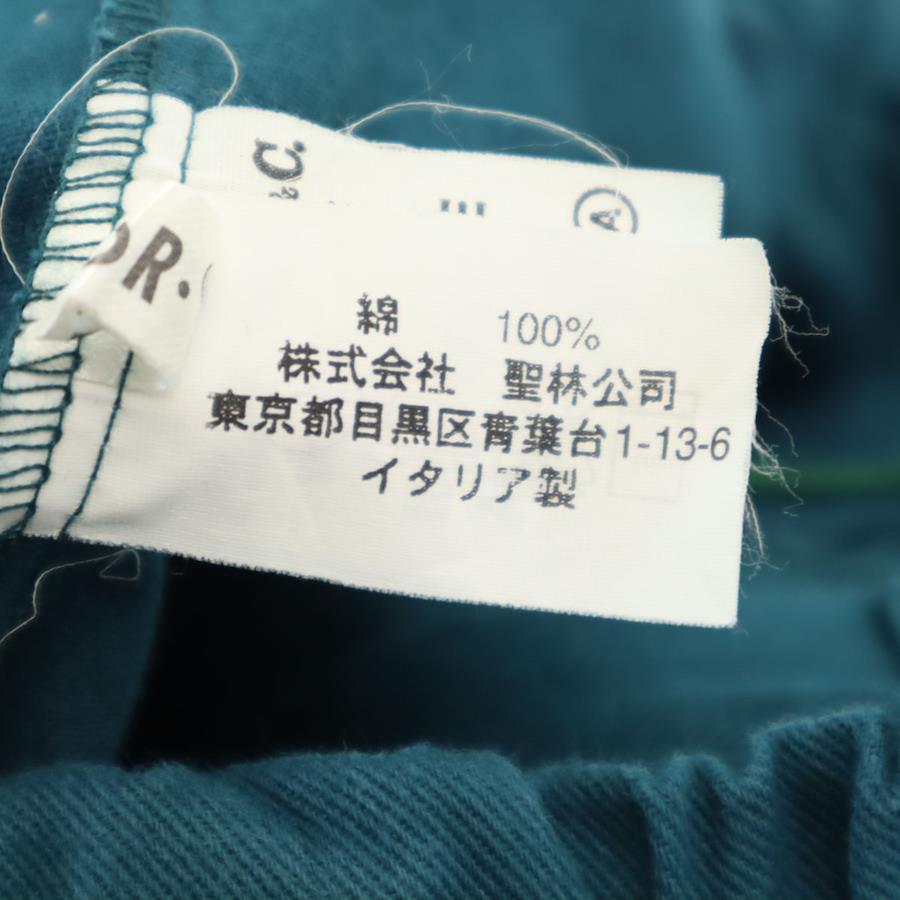 C.
A
R.
綿 100%
株式会社 聖林公司
東京都目黒区青葉台1-13-6
イタリア製